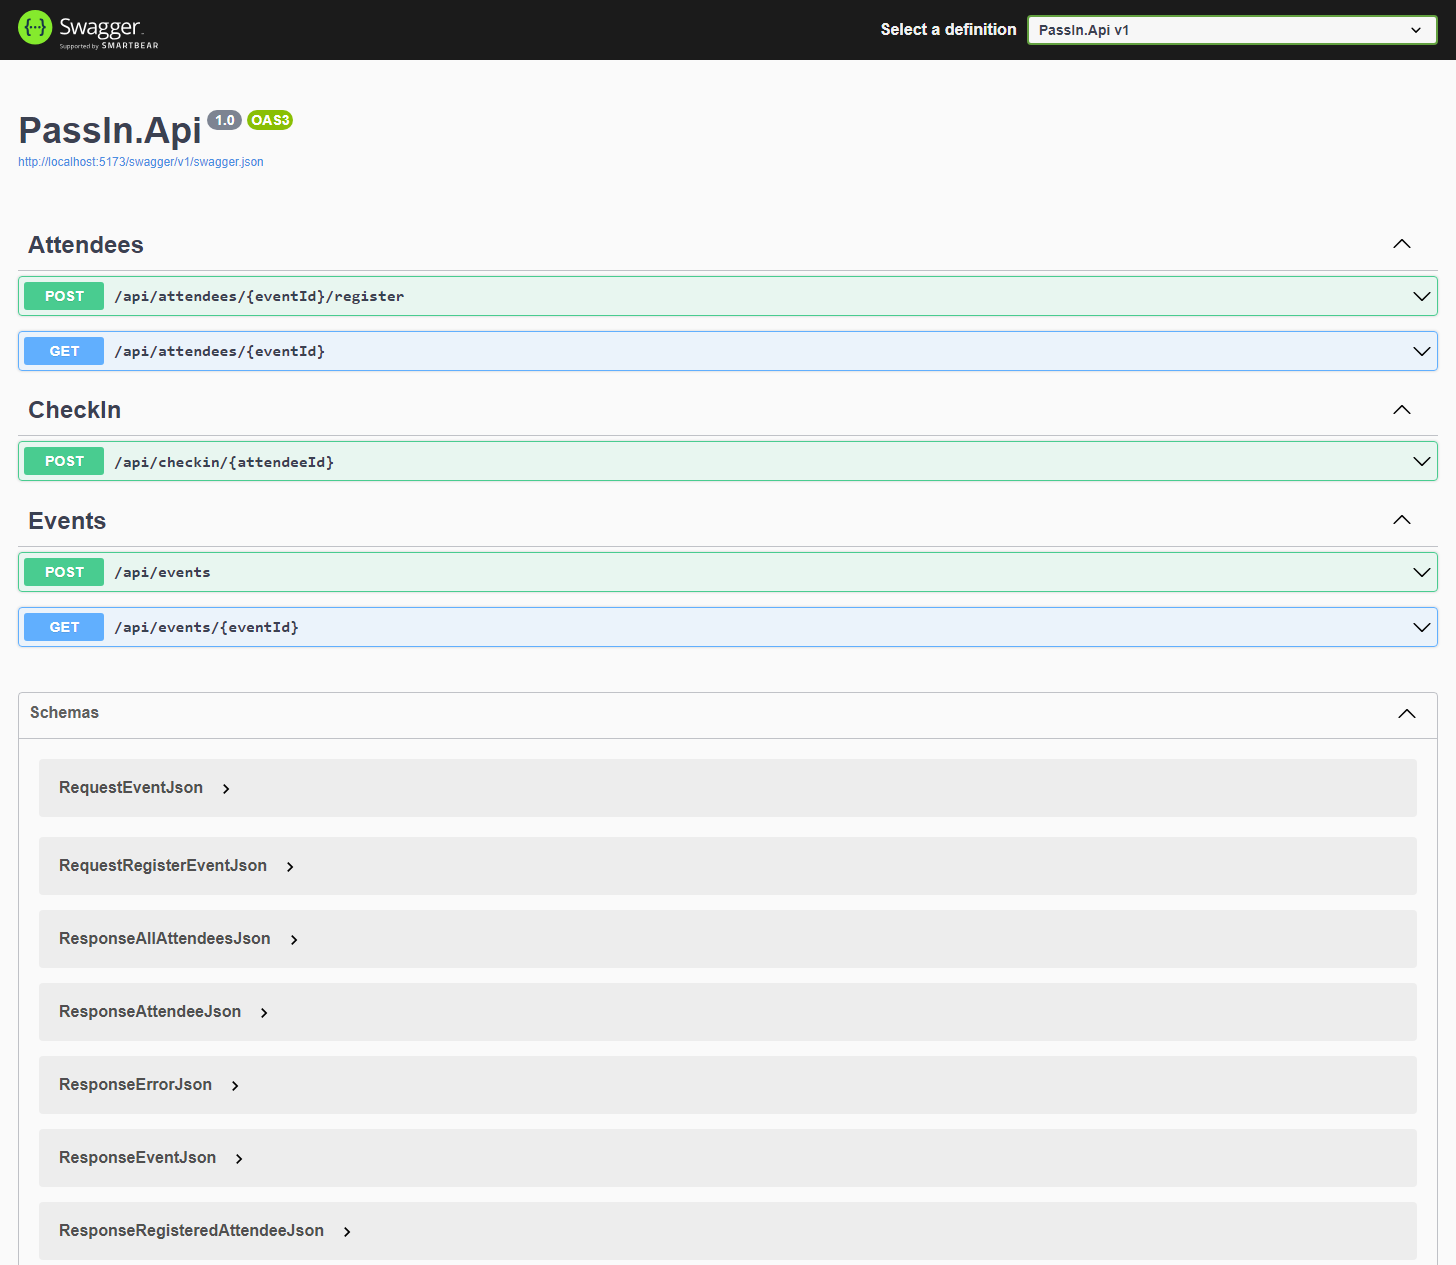 Swagger.
Supported by SMARTBEAR
Select a definition
PassIn.Api v1
PassIn.Api 1.0 OAS3
http://localhost:5173/swagger/v1/swagger.json
Attendees
POST /api/attendees/{eventId}/register
GET /api/attendees/{eventId}
CheckIn
POST /api/checkin/{attendeeId}
Events
POST /api/events
GET /api/events/{eventId}
Schemas
RequestEventJson
RequestRegisterEventJson
ResponseAllAttendeesJson
ResponseAttendeeJson
ResponseErrorJson
ResponseEventJson
ResponseRegisteredAttendeeJson